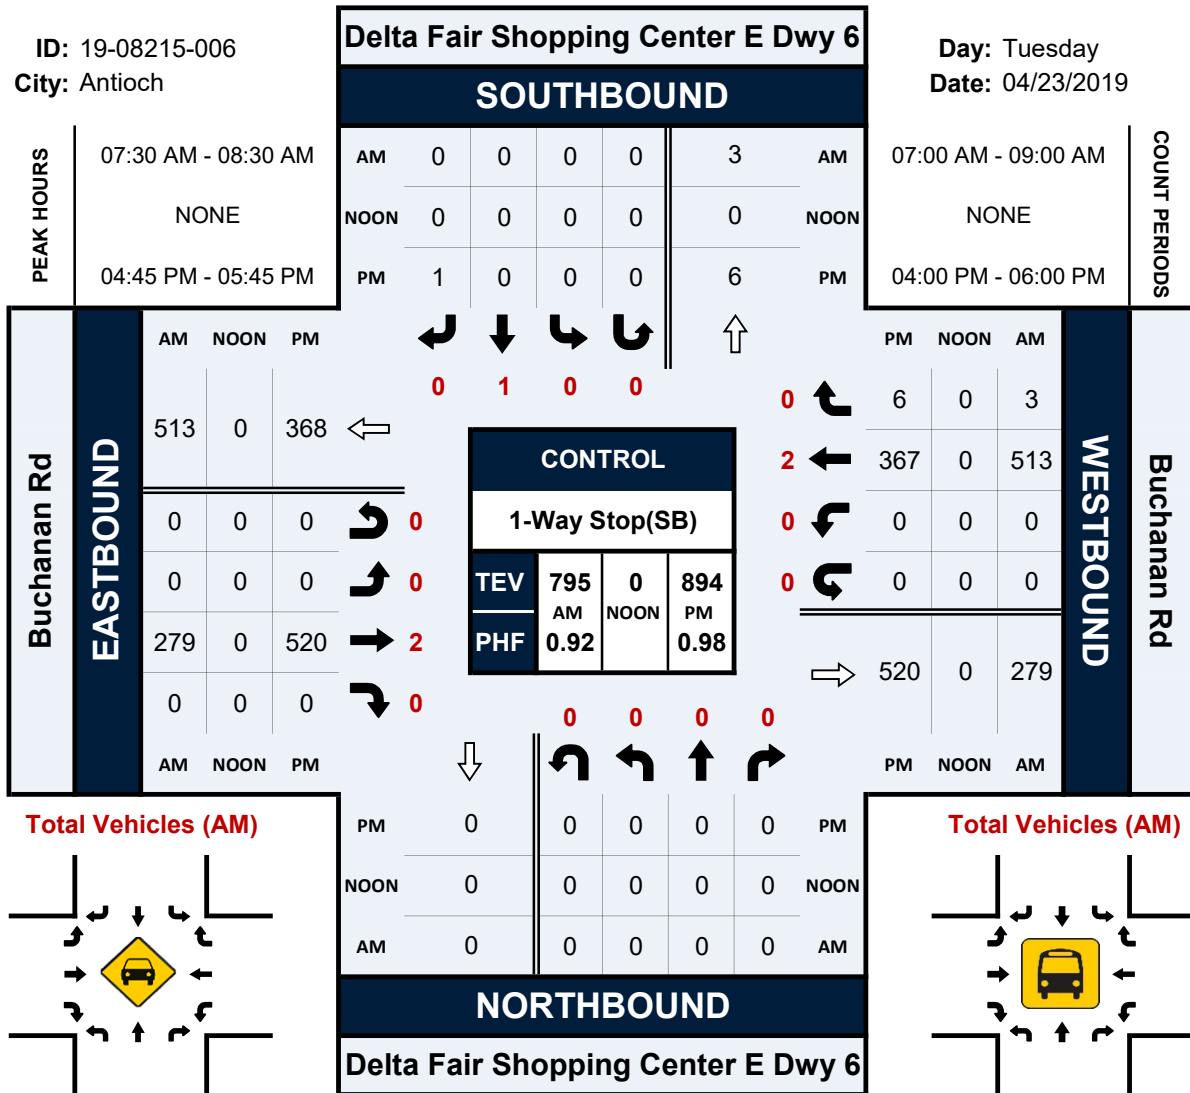 ID: 19-08215-006
City: Antioch
Delta Fair Shopping Center E Dwy 6
SOUTHBOUND
Day: Tuesday
Date: 04/23/2019
PEAK HOURS
07:30 AM - 08:30 AM
NONE
04:45 PM - 05:45 PM
AM 0 0 0 0 3 AM
NOON 0 0 0 0 0 NOON
PM 1 0 0 0 6 PM
07:00 AM - 09:00 AM
NONE
04:00 PM - 06:00 PM
COUNT PERIODS
0 1 0 0
Buchanan Rd
EASTBOUND
AM NOON PM
513 0 368
0 0 0 0
0 0 0 0
279 0 520 2
0 0 0 0
AM NOON PM
CONTROL
1-Way Stop(SB)
TEV 795 0 894
AM NOON PM
PHF 0.92 0.98
PM NOON AM
0 6 0 3
2 367 0 513
0 0 0 0
0 0 0 0
520 0 279
PM NOON AM
WESTBOUND
Buchanan Rd
0 0 0 0
PM 0 0 0 0 0 PM
NOON 0 0 0 0 0 NOON
AM 0 0 0 0 0 AM
NORTHBOUND
Delta Fair Shopping Center E Dwy 6
Total Vehicles (AM)
Total Vehicles (AM)